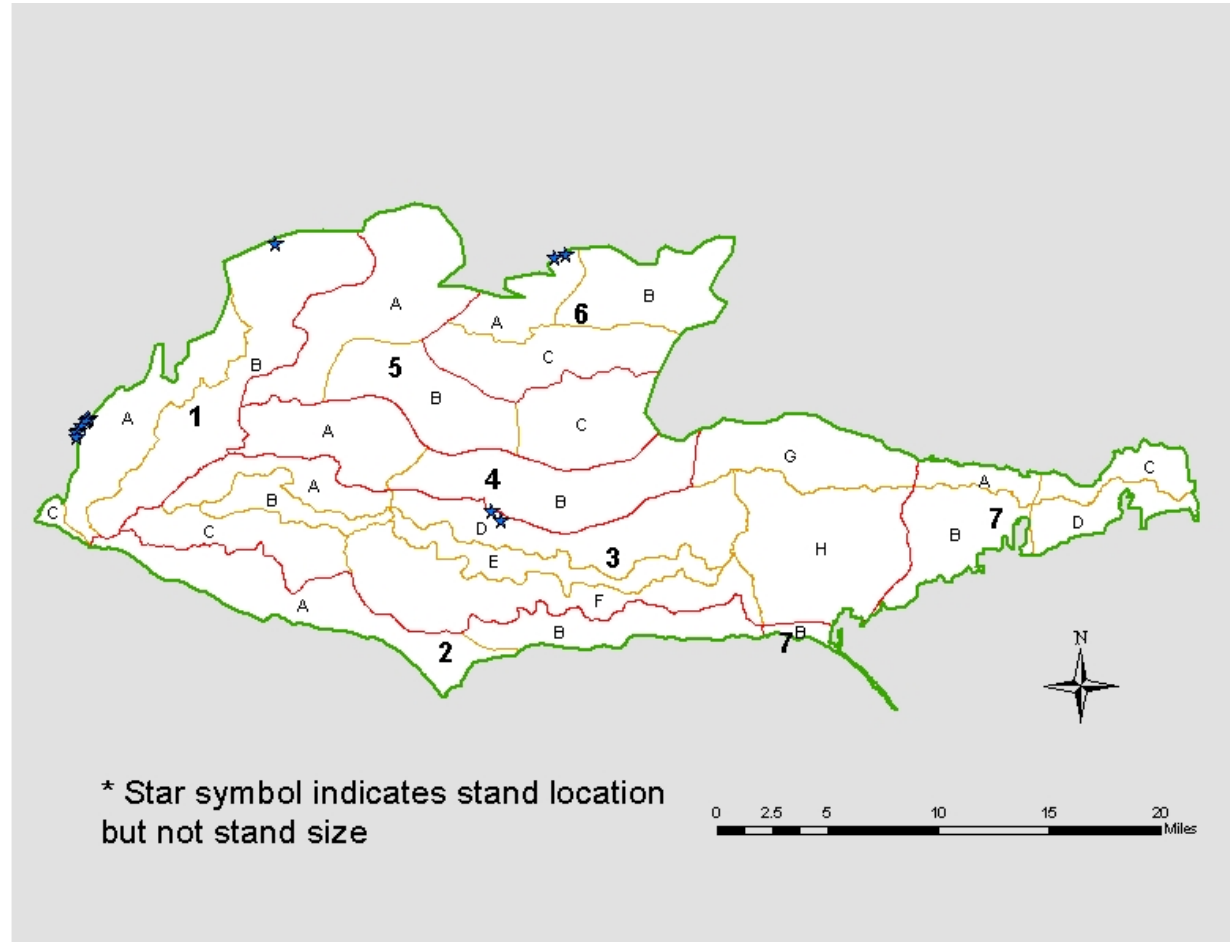 B
A
6
A
C
5
B
B
A
1
C
A
G
4
A
C
A
B
B
C
D
7
D
C
B
E
3
H
F
A
B
B
2
7
N
* Star symbol indicates stand location
but not stand size
0 2.5 5 10 15 20
Miles